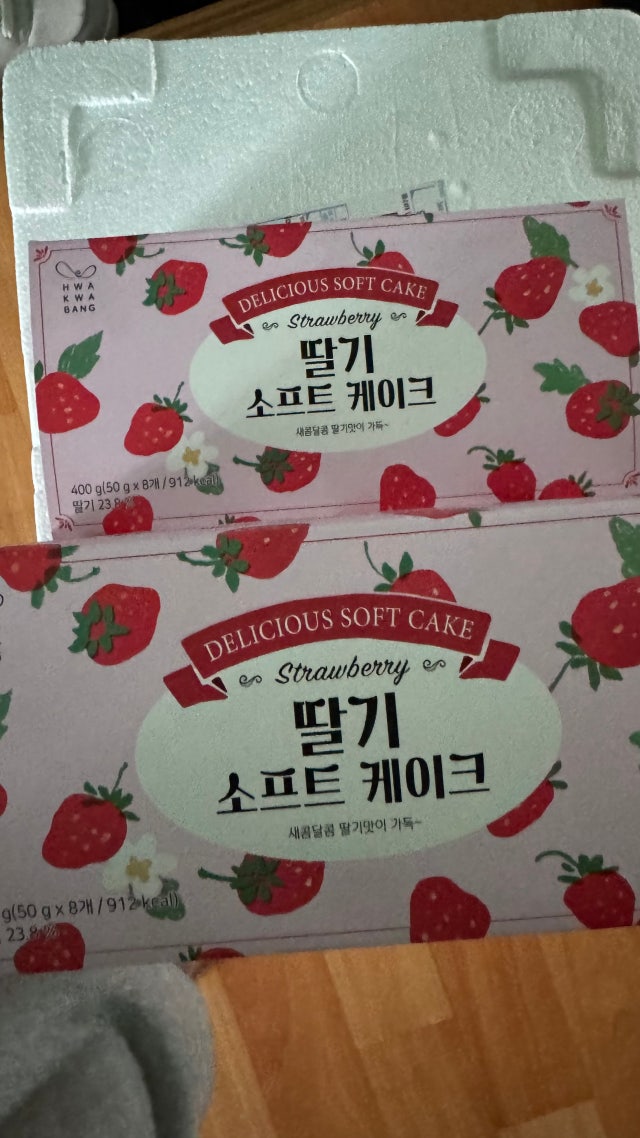 HWA
KWA
BANG
DELICIOUS SOFT CAKE
Strawberry
딸기
소프트 케이크
새콤달콤 딸기맛이 가득~
400 g(50 g x 8개 / 912 kcal)
딸기 23.8
DELICIOUS SOFT CAKE
Strawberry
딸기
소프트 케이크
새콤달콤 딸기맛이 가득~
g(50 g x 8개 / 912 kcal)
23.8%